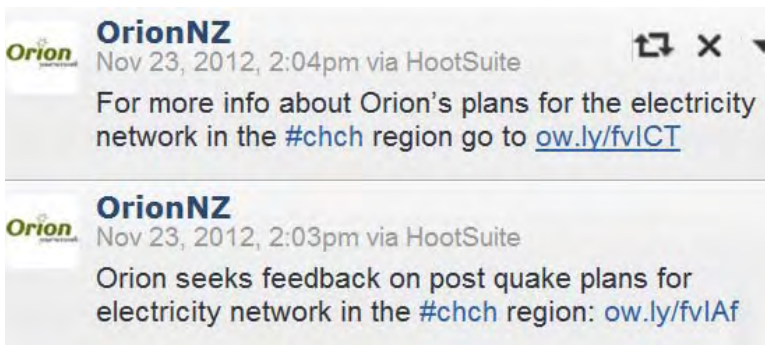 OrionNZ
Orion
Nov 23, 2012, 2:04pm via HootSuite
For more info about Orion's plans for the electricity
network in the #chch region go to ow.ly/fvICT
OrionNZ
Orion
Nov 23, 2012, 2:03pm via HootSuite
Orion seeks feedback on post quake plans for
electricity network in the #chch region: ow.ly/fvIAf